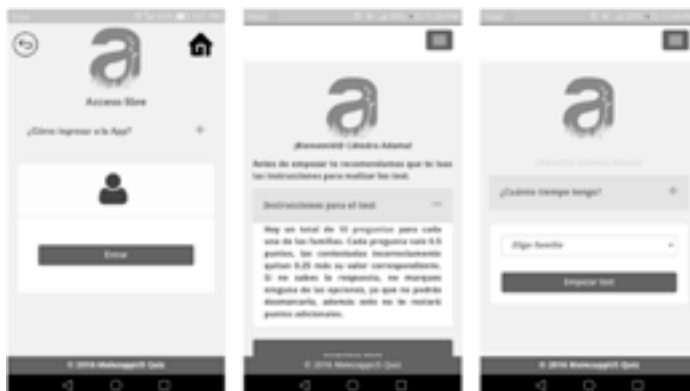 Acceso libre
¿Cómo ingresar a la App? +
Entrar
© 2016 MalezappUS Quiz
¡Bienvenid@ Cátedra Adama!
Antes de empezar te recomendamos que te leas
las instrucciones para realizar los test.
Instrucciones para el test −
Hay un total de 10 preguntas para cada
una de las familias. Cada pregunta vale 0.5
puntos, las contestadas incorrectamente
quitan 0.25 más su valor correspondiente.
Si no sabes la respuesta, no marques
ninguna de las opciones, ya que no podrás
desmarcarla, además esto no te restará
puntos adicionales.
© 2016 MalezappUS Quiz
¿Cuánto tiempo tengo? +
Elige familia
Empezar test
© 2016 MalezappUS Quiz